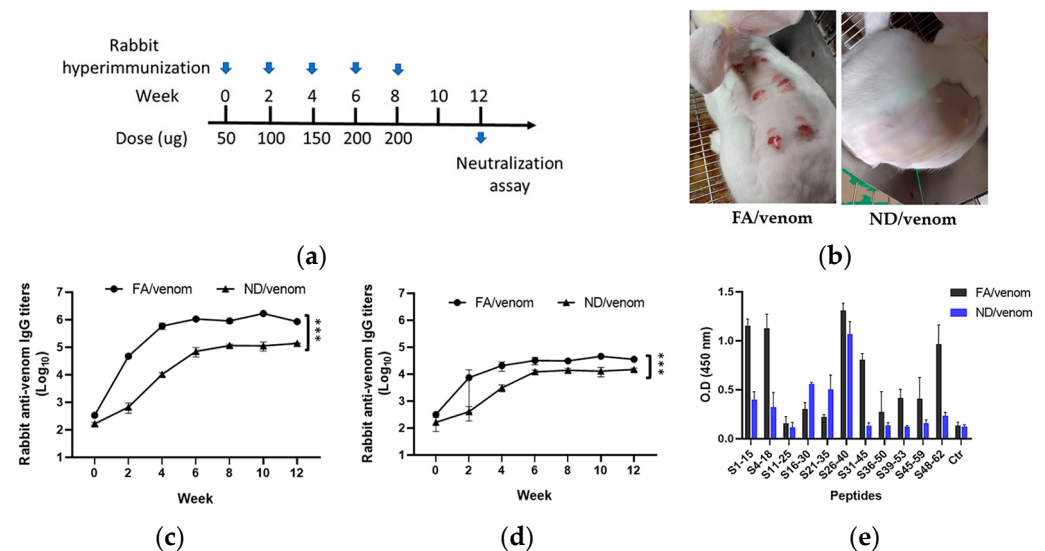 Rabbit
hyperimmunization
Week 0 2 4 6 8 10 12
Dose (ug) 50 100 150 200 200
Neutralization
assay
(a)
FA/venom ND/venom
(b)
FA/venom ND/venom
Rabbit anti-venom IgG titers
(Log10)
7
6
5
4
3
2
1
0 2 4 6 8 10 12
Week
***
(c)
FA/venom ND/venom
Rabbit anti-venom IgG titers
(Log10)
7
6
5
4
3
2
1
0 2 4 6 8 10 12
Week
***
(d)
FA/venom
ND/venom
O.D (450 nm)
1.5
1.0
0.5
0.0
S1-15 S4-18 S11-25 S16-30 S21-35 S26-40 S31-45 S36-50 S39-53 S45-59 S48-62 Ctr
Peptides
(e)